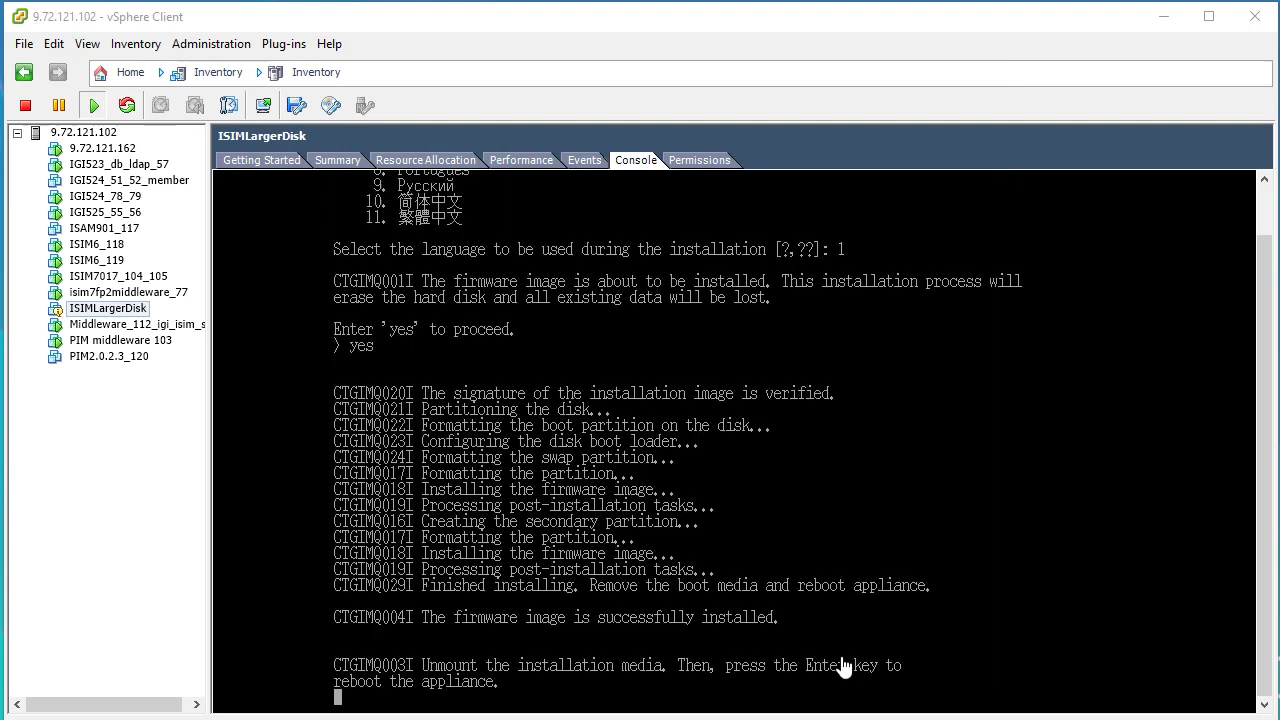 9.72.121.102 - vSphere Client
File Edit View Inventory Administration Plug-ins Help
Home Inventory Inventory
9.72.121.102
9.72.121.162
IGI523_db_ldap_57
IGI524_51_52_member
IGI524_78_79
IGI525_55_56
ISAM901_117
ISIM6_118
ISIM6_119
ISIM7017_104_105
isim7fp2middleware_77
ISIMLargerDisk
Middleware_112_igi_isim_s
PIM middleware 103
PIM2.0.2.3_120
ISIMLargerDisk
Getting Started Summary Resource Allocation Performance Events Console Permissions
8. Português
9. Русский
10. 简体中文
11. 繁體中文
Select the language to be used during the installation [?,??]: 1
CTGIMQ001I The firmware image is about to be installed. This installation process will
erase the hard disk and all existing data will be lost.
Enter 'yes' to proceed.
> yes
CTGIMQ020I The signature of the installation image is verified.
CTGIMQ021I Partitioning the disk...
CTGIMQ022I Formatting the boot partition on the disk...
CTGIMQ023I Configuring the disk boot loader...
CTGIMQ024I Formatting the swap partition...
CTGIMQ017I Formatting the partition...
CTGIMQ018I Installing the firmware image...
CTGIMQ019I Processing post-installation tasks...
CTGIMQ016I Creating the secondary partition...
CTGIMQ017I Formatting the partition...
CTGIMQ018I Installing the firmware image...
CTGIMQ019I Processing post-installation tasks...
CTGIMQ029I Finished installing. Remove the boot media and reboot appliance.
CTGIMQ004I The firmware image is successfully installed.
CTGIMQ003I Unmount the installation media. Then, press the Enter key to
reboot the appliance.